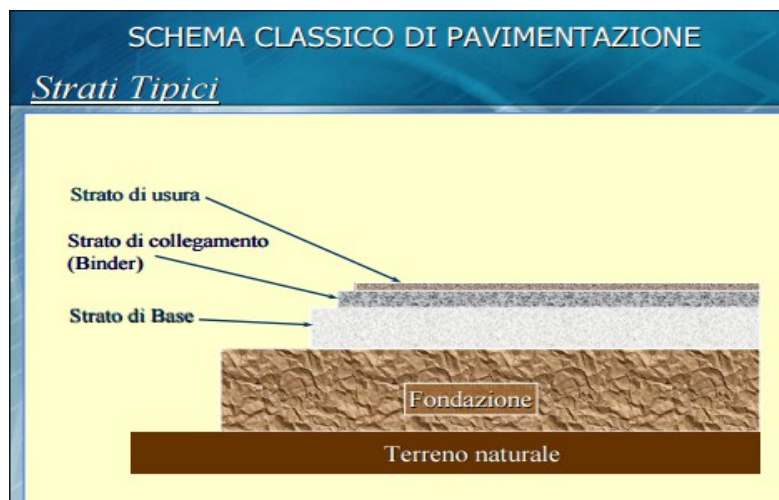 SCHEMA CLASSICO DI PAVIMENTAZIONE
Strati Tipici
Strato di usura
Strato di collegamento
(Binder)
Strato di Base
Fondazione
Terreno naturale